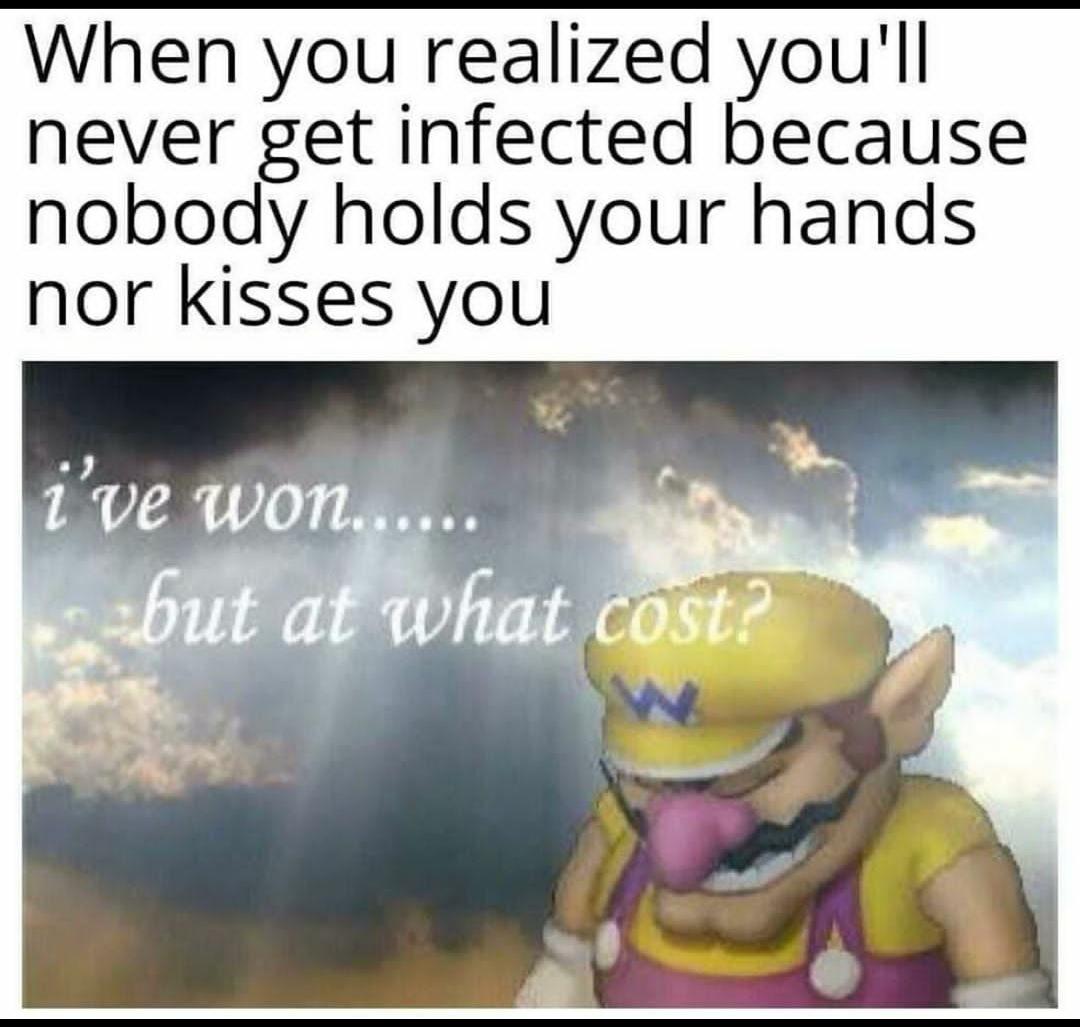 When you realized you'll
never get infected because
nobody holds your hands
nor kisses you
i've won......
but at what cost?
W